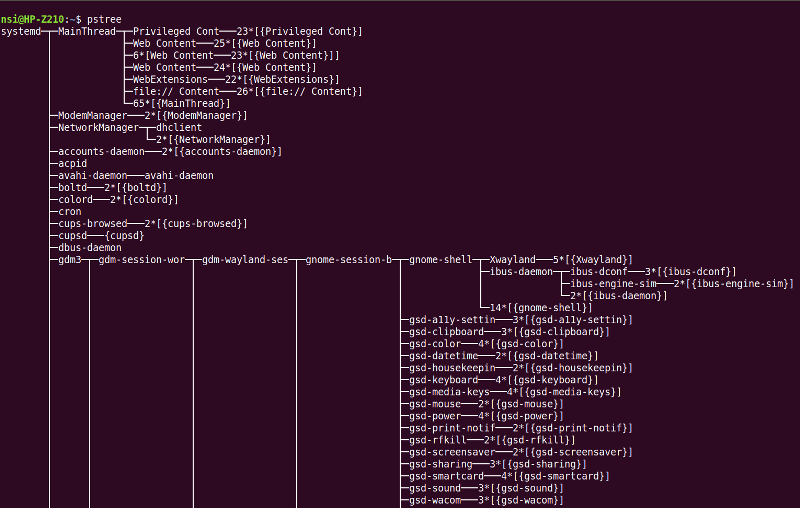 nsi@HP-Z210:~$ pstree
systemd─┬─MainThread─┬─Privileged Cont───23*[{Privileged Cont}]
        │            ├─Web Content───25*[{Web Content}]
        │            ├─6*[Web Content───23*[{Web Content}]]
        │            ├─Web Content───24*[{Web Content}]
        │            ├─WebExtensions───22*[{WebExtensions}]
        │            ├─file:// Content───26*[{file:// Content}]
        │            └─65*[{MainThread}]
        ├─ModemManager───2*[{ModemManager}]
        ├─NetworkManager─┬─dhclient
        │                └─2*[{NetworkManager}]
        ├─accounts-daemon───2*[{accounts-daemon}]
        ├─acpid
        ├─avahi-daemon───avahi-daemon
        ├─boltd───2*[{boltd}]
        ├─colord───2*[{colord}]
        ├─cron
        ├─cups-browsed───2*[{cups-browsed}]
        ├─cupsd───{cupsd}
        ├─dbus-daemon
        ├─gdm3─┬─gdm-session-wor─┬─gdm-wayland-ses─┬─gnome-session-b─┬─gnome-shell─┬─Xwayland───5*[{Xwayland}]
        │      │                 │                 │                 │             ├─ibus-daemon─┬─ibus-dconf───3*[{ibus-dconf}]
        │      │                 │                 │                 │             │             ├─ibus-engine-sim───2*[{ibus-engine-sim}]
        │      │                 │                 │                 │             │             └─2*[{ibus-daemon}]
        │      │                 │                 │                 │             └─14*[{gnome-shell}]
        │      │                 │                 │                 ├─gsd-a11y-settin───3*[{gsd-a11y-settin}]
        │      │                 │                 │                 ├─gsd-clipboard───3*[{gsd-clipboard}]
        │      │                 │                 │                 ├─gsd-color───4*[{gsd-color}]
        │      │                 │                 │                 ├─gsd-datetime───2*[{gsd-datetime}]
        │      │                 │                 │                 ├─gsd-housekeepin───2*[{gsd-housekeepin}]
        │      │                 │                 │                 ├─gsd-keyboard───4*[{gsd-keyboard}]
        │      │                 │                 │                 ├─gsd-media-keys───4*[{gsd-media-keys}]
        │      │                 │                 │                 ├─gsd-mouse───2*[{gsd-mouse}]
        │      │                 │                 │                 ├─gsd-power───4*[{gsd-power}]
        │      │                 │                 │                 ├─gsd-print-notif───2*[{gsd-print-notif}]
        │      │                 │                 │                 ├─gsd-rfkill───2*[{gsd-rfkill}]
        │      │                 │                 │                 ├─gsd-screensaver───2*[{gsd-screensaver}]
        │      │                 │                 │                 ├─gsd-sharing───3*[{gsd-sharing}]
        │      │                 │                 │                 ├─gsd-smartcard───4*[{gsd-smartcard}]
        │      │                 │                 │                 ├─gsd-sound───3*[{gsd-sound}]
        │      │                 │                 │                 ├─gsd-wacom───3*[{gsd-wacom}]